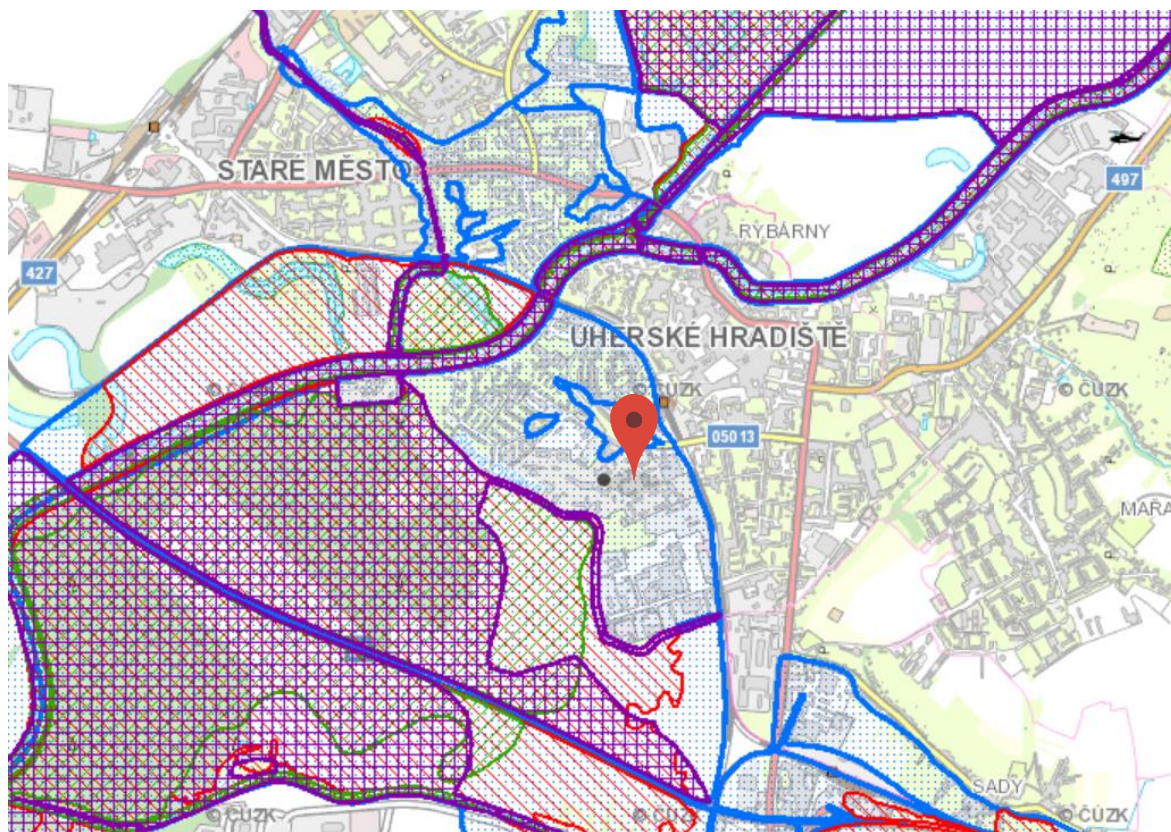 STARÉ MĚSTO
497
RYBÁRNY
427
UHERSKÉ HRADIŠTĚ
© ČÚZK
© ČÚZK
© ČÚZK
05013
MAŘA
SADY
© ČÚZK
© ČÚZK
© ČÚZK